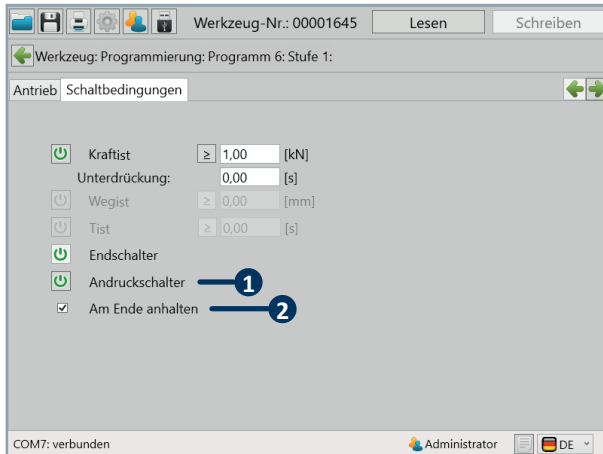 Werkzeug-Nr.: 00001645 Lesen Schreiben
Werkzeug: Programmierung: Programm 6: Stufe 1:
Antrieb Schaltbedingungen
Kraftist ≥ 1,00 [kN]
Unterdrückung: 0,00 [s]
Wegist ≥ 0,00 [mm]
Tist ≥ 0,00 [s]
Endschalter
Andruckschalter 1
Am Ende anhalten 2
COM7: verbunden Administrator DE